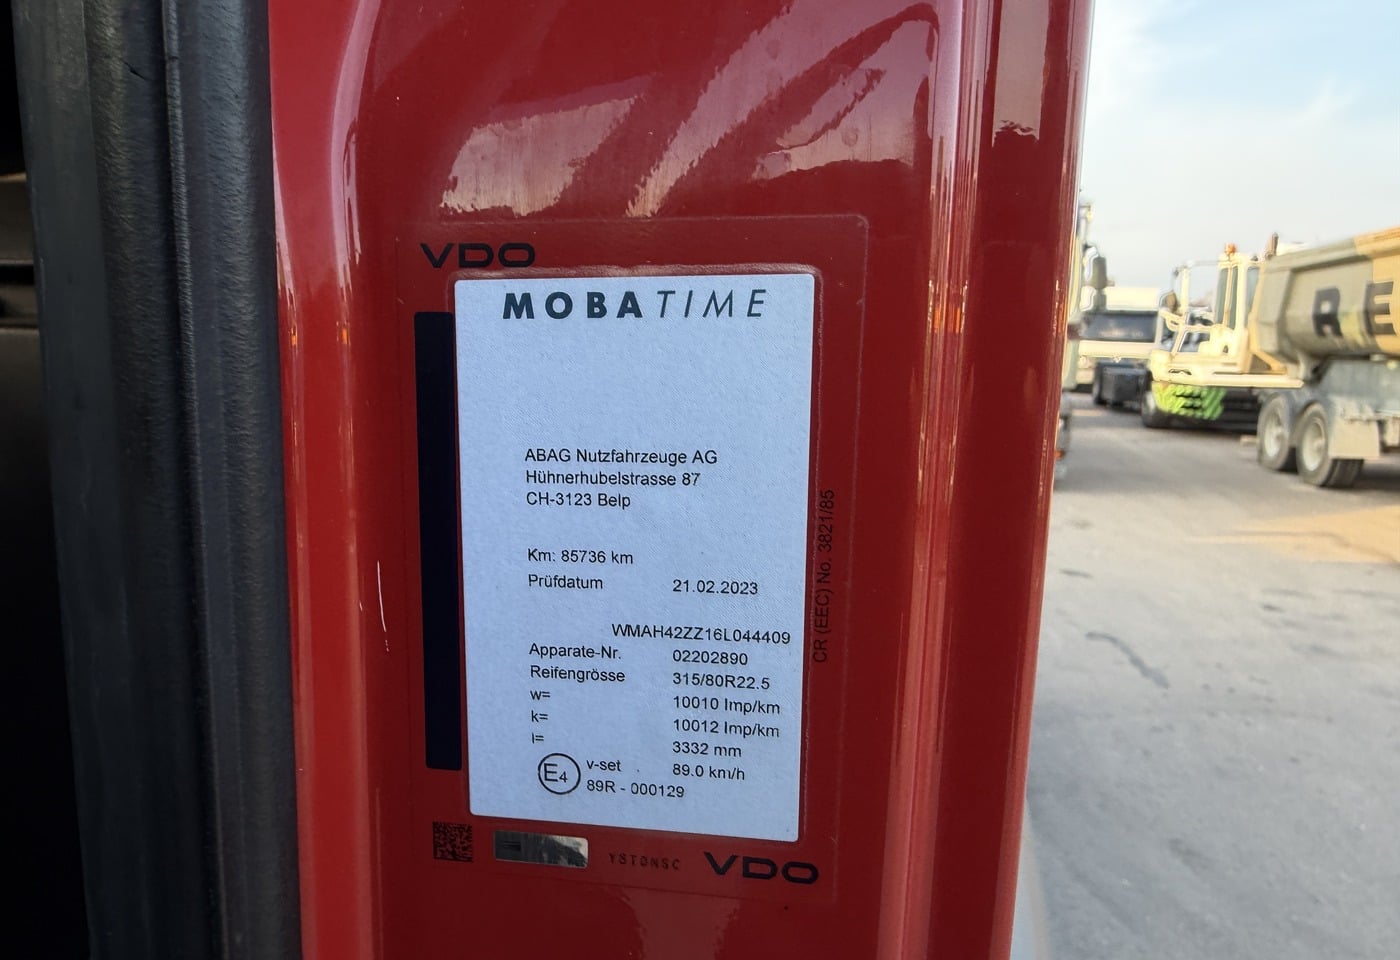 VDO
MOBATIME
ABAG Nutzfahrzeuge AG
Hühnerhubelstrasse 87
CH-3123 Belp
Km: 85736 km
Prüfdatum 21.02.2023
WMAH42ZZ16L044409
Apparate-Nr. 02202890
Reifengrösse 315/80R22.5
w= 10010 Imp/km
k= 10012 Imp/km
l= 3332 mm
E4 v-set 89.0 km/h
89R - 000129
CR (EEC) No. 3821/85
VDO
RE